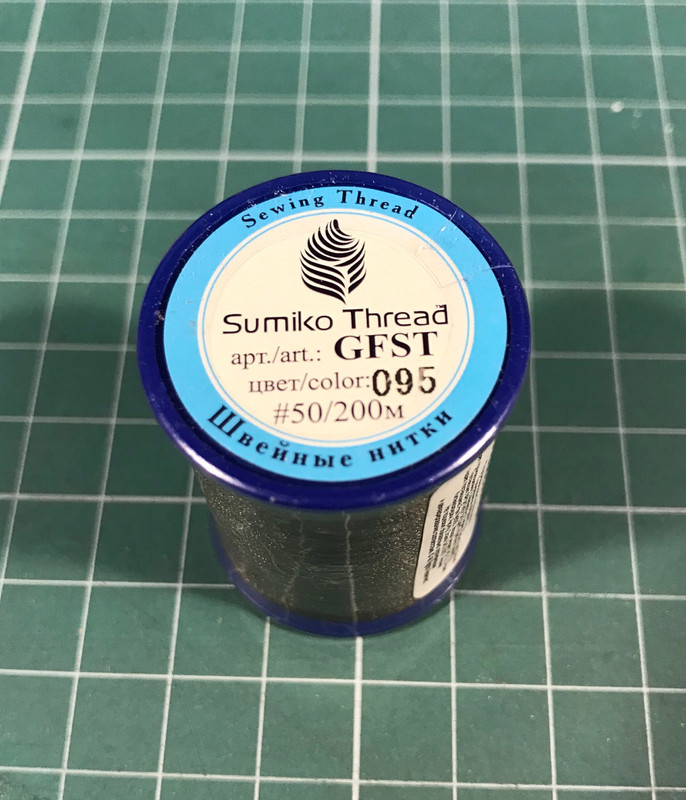 Sewing Thread
Sumiko Thread
арт./art.: GFST
цвет/color:095
#50/200м
Швейные нитки